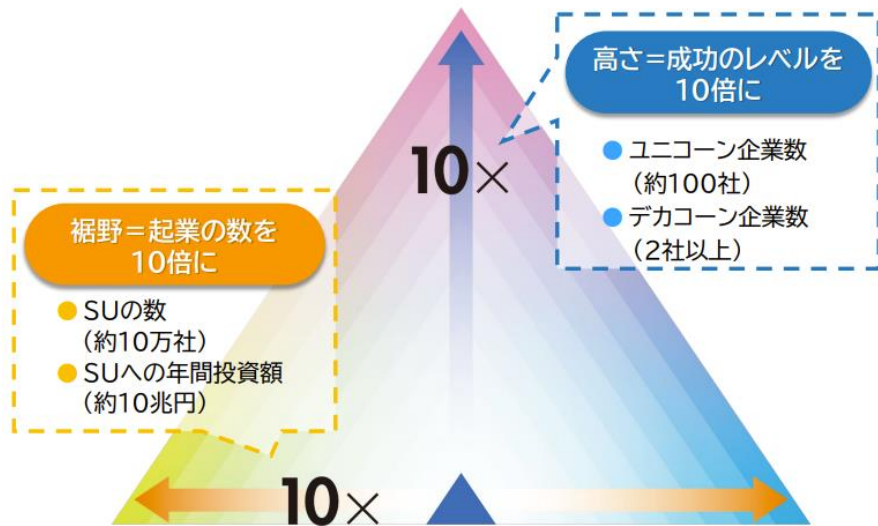 高さ=成功のレベルを
10倍に
● ユニコーン企業数
(約100社)
● デカコーン企業数
(2社以上)
10×
裾野=起業の数を
10倍に
● SUの数
(約10万社)
● SUへの年間投資額
(約10兆円)
10×